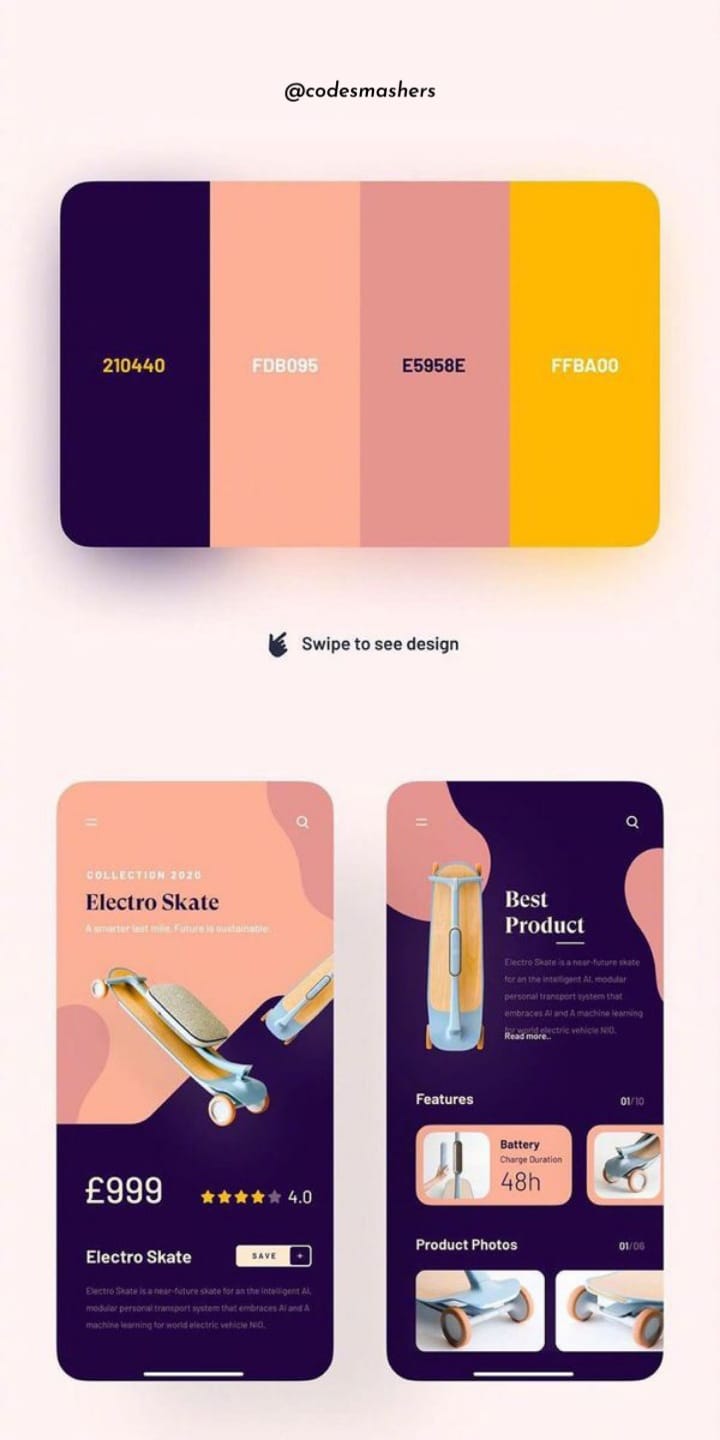 @codesmashers
210440
FDB095
E5958E
FFBA00
Swipe to see design
COLLECTION 2020
Electro Skate
A smarter last mile. Future is sustainable.
£999
4.0
Electro Skate
SAVE +
Electro Skate is a near-future skate for an the intelligent AI,
modular personal transport system that embraces AI and A
machine learning for world electric vehicle NIO.
Best
Product
Electro Skate is a near-future skate
for an the intelligent AI, modular
personal transport system that
embraces AI and A machine learning
for world electric vehicle NIO.
Read more..
Features
01/10
Battery
Charge Duration
48h
Product Photos
01/06